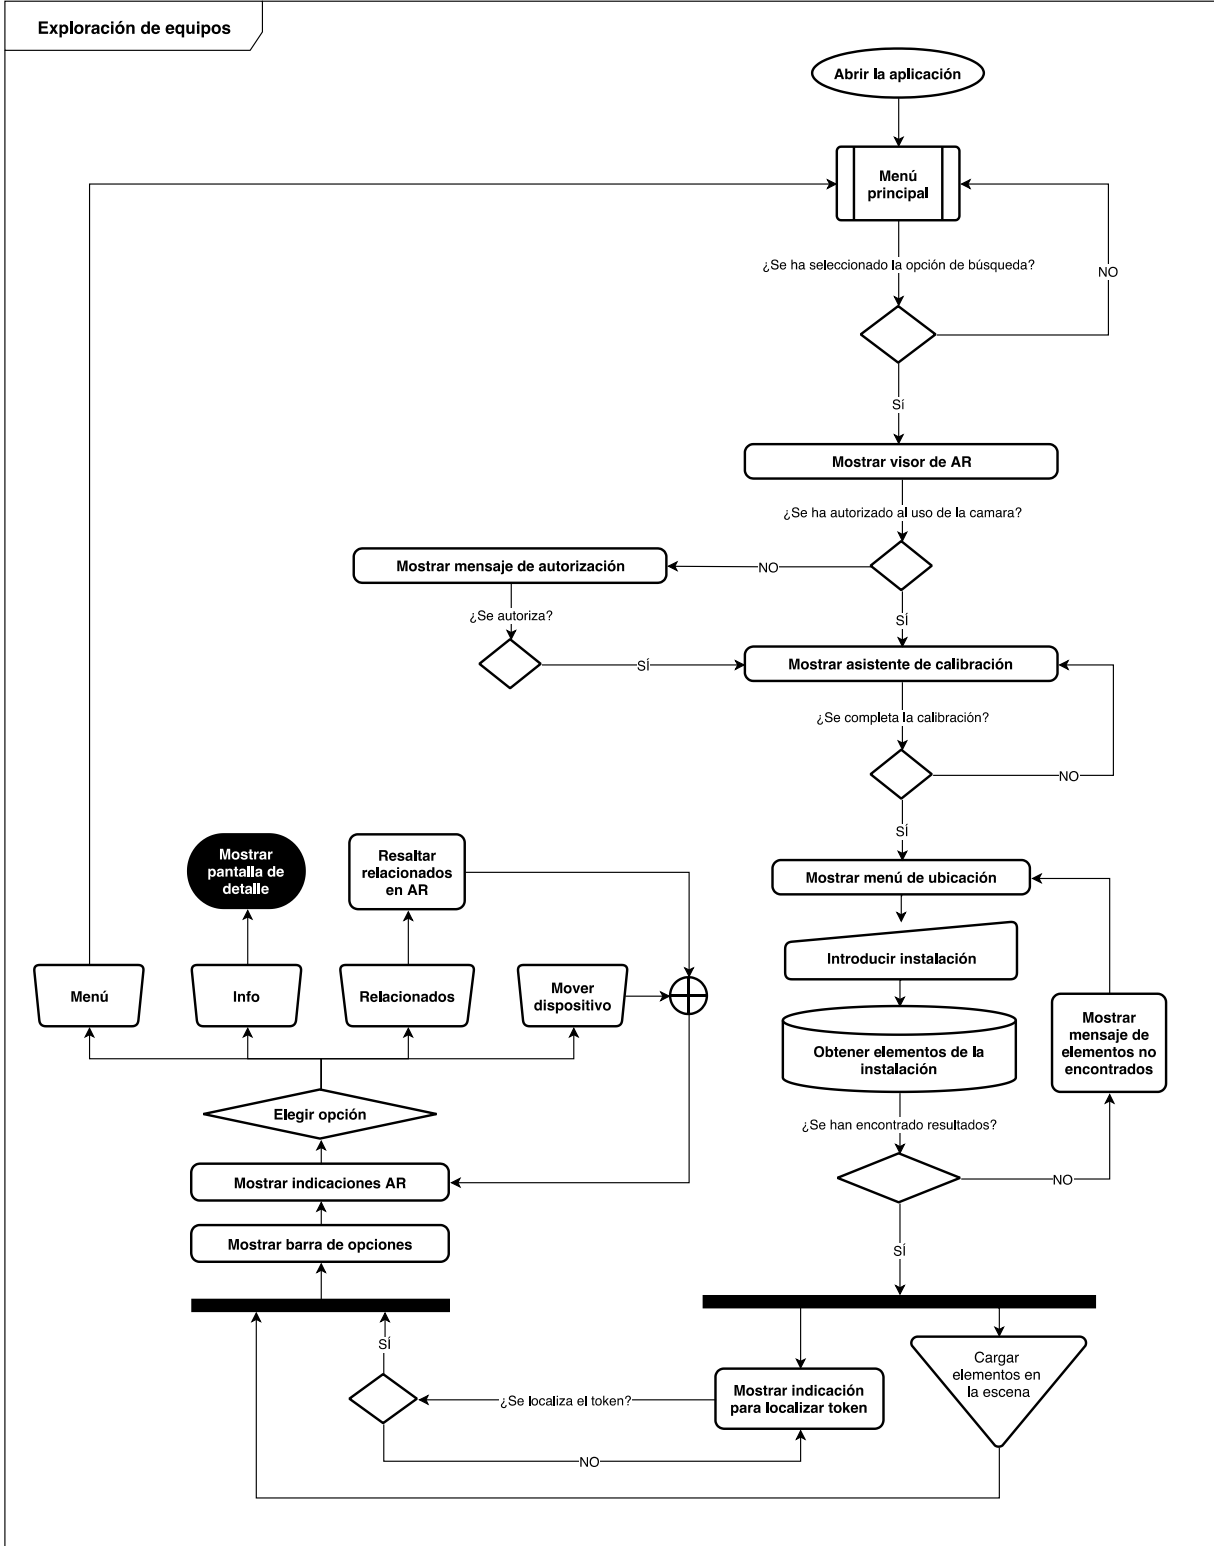 Exploración de equipos
Abrir la aplicación
Menú
principal
¿Se ha seleccionado la opción de búsqueda?
NO
Sí
Mostrar visor de AR
¿Se ha autorizado al uso de la camara?
Mostrar mensaje de autorización
NO
¿Se autoriza?
SÍ
SÍ
Mostrar asistente de calibración
¿Se completa la calibración?
NO
SÍ
Mostrar
pantalla de
detalle
Resaltar
relacionados
en AR
Mostrar menú de ubicación
Introducir instalación
Menú
Info
Relacionados
Mover
dispositivo
Mostrar
mensaje de
elementos no
encontrados
Obtener elementos de la
instalación
Elegir opción
¿Se han encontrado resultados?
NO
Mostrar indicaciones AR
Mostrar barra de opciones
SÍ
SÍ
¿Se localiza el token?
Mostrar indicación
para localizar token
Cargar
elementos en
la escena
NO